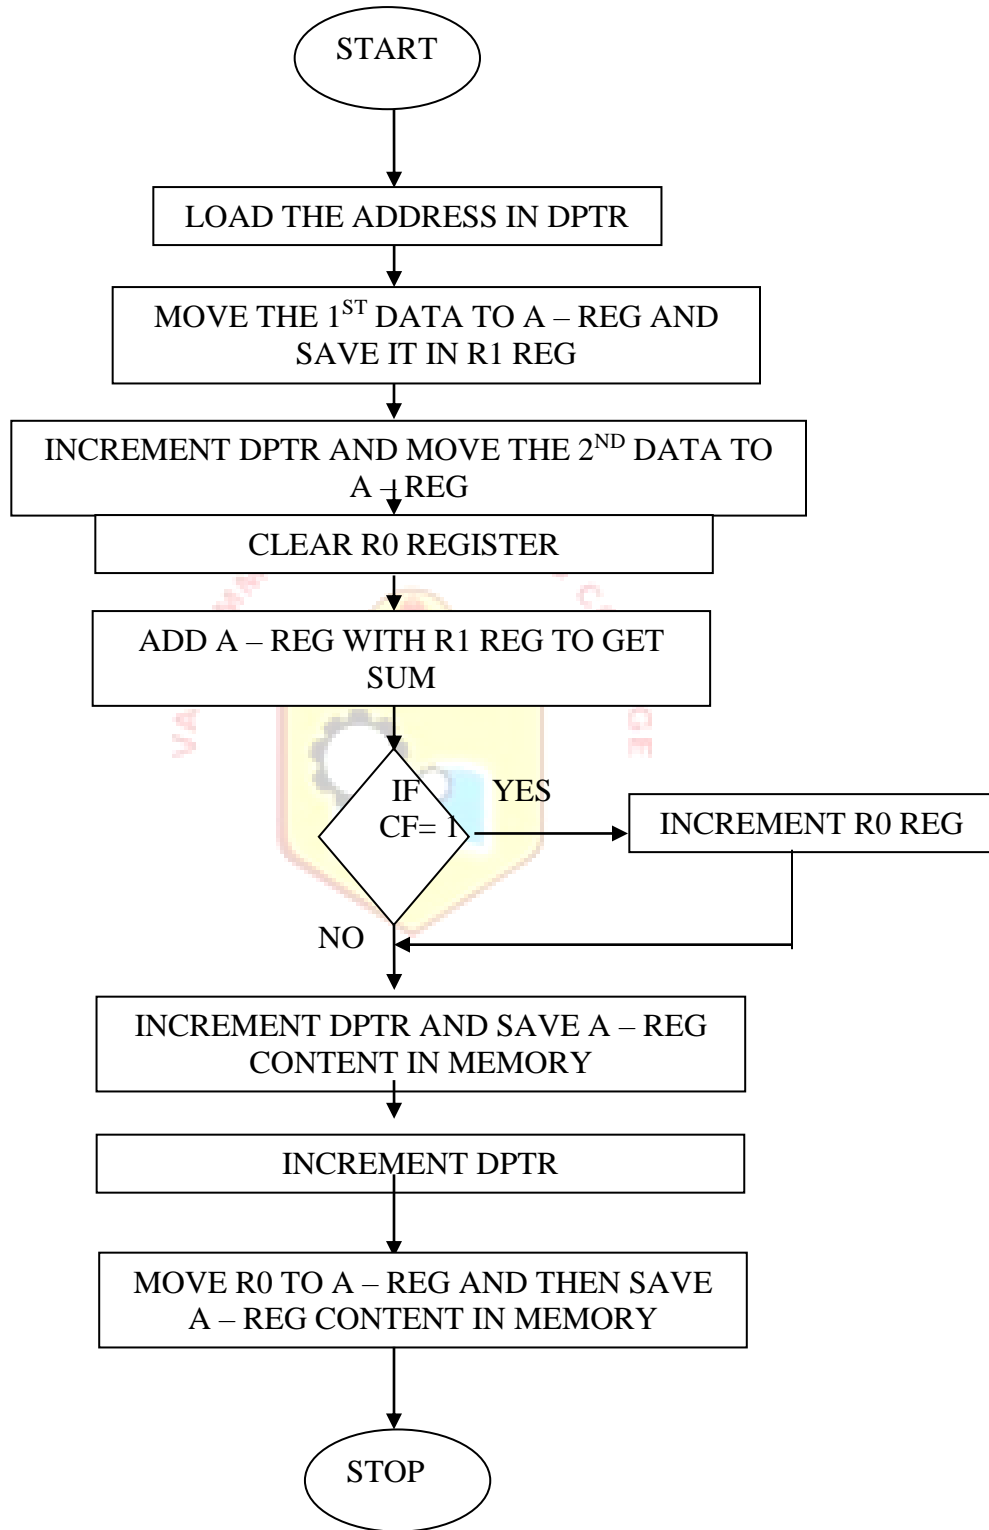 START
LOAD THE ADDRESS IN DPTR
MOVE THE 1ST DATA TO A – REG AND
SAVE IT IN R1 REG
INCREMENT DPTR AND MOVE THE 2ND DATA TO
A – REG
CLEAR R0 REGISTER
ADD A – REG WITH R1 REG TO GET
SUM
IF
CF= 1
YES
INCREMENT R0 REG
NO
INCREMENT DPTR AND SAVE A – REG
CONTENT IN MEMORY
INCREMENT DPTR
MOVE R0 TO A – REG AND THEN SAVE
A – REG CONTENT IN MEMORY
STOP